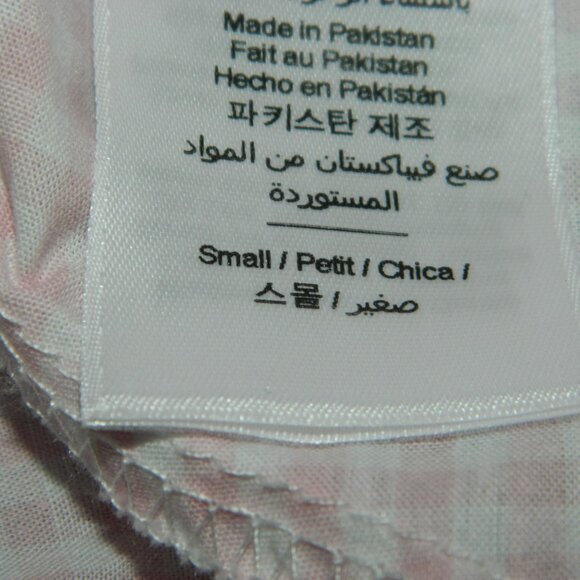 Made in Pakistan
Fait au Pakistan
Hecho en Pakistán
파키스탄 제조
صنع فيباكستان من المواد
المستوردة
Small / Petit / Chica /
스몰 / صغير